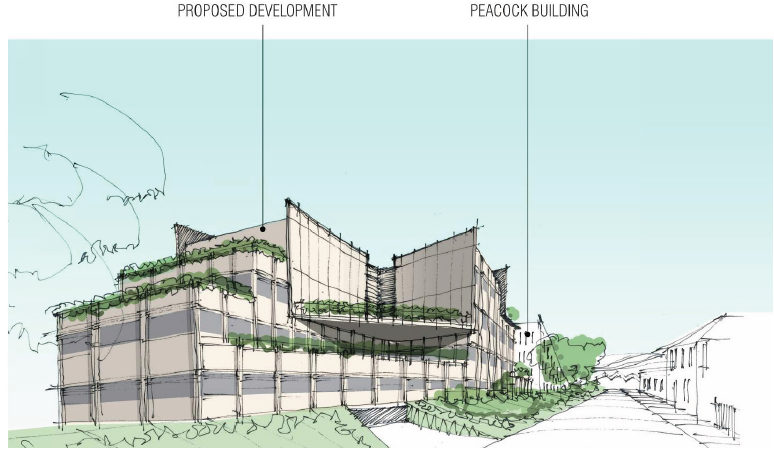 PROPOSED DEVELOPMENT
PEACOCK BUILDING